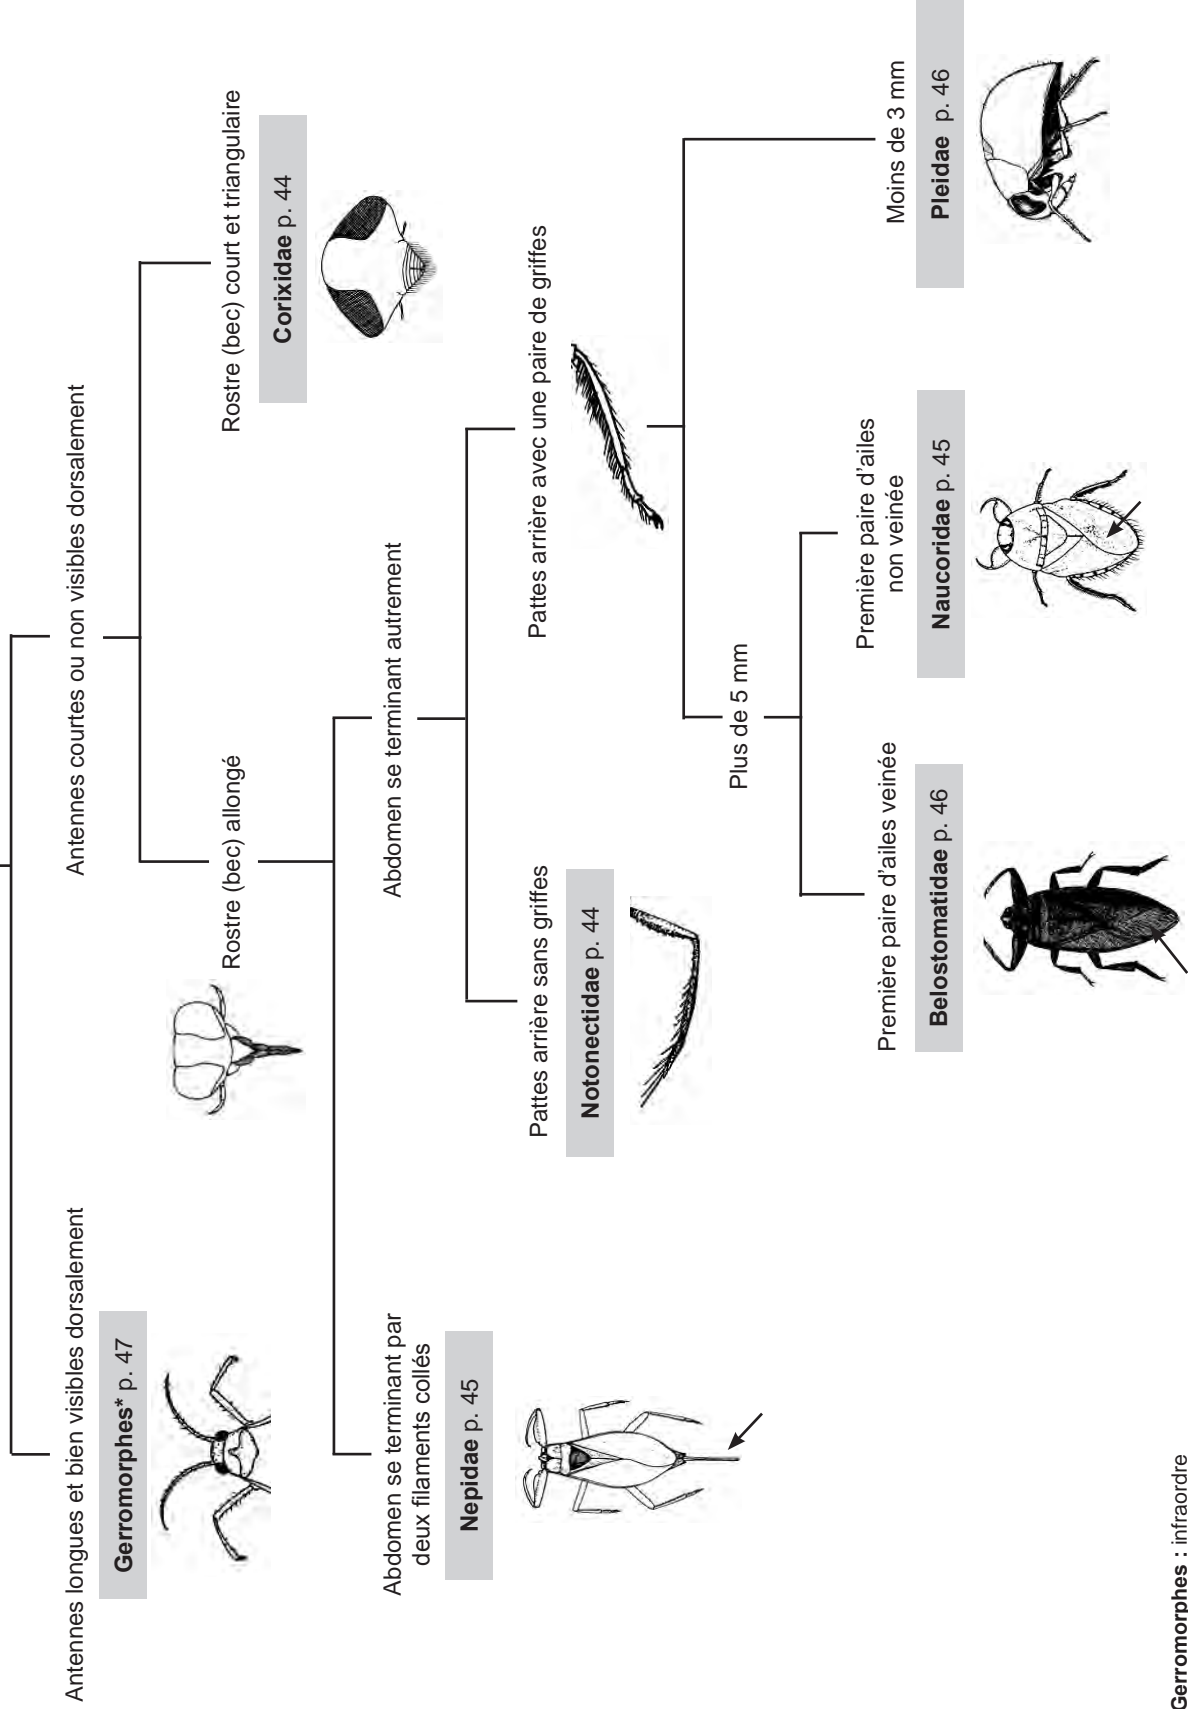 Antennes longues et bien visibles dorsalement
Gerromorphes* p. 47
Antennes courtes ou non visibles dorsalement
Rostre (bec) allongé
Rostre (bec) court et triangulaire
Corixidae p. 44
Abdomen se terminant par
deux filaments collés
Nepidae p. 45
Abdomen se terminant autrement
Pattes arrière sans griffes
Notonectidae p. 44
Pattes arrière avec une paire de griffes
Plus de 5 mm
Première paire d'ailes veinée
Belostomatidae p. 46
Première paire d'ailes
non veinée
Naucoridae p. 45
Moins de 3 mm
Pleidae p. 46
Gerromorphes : infraordre